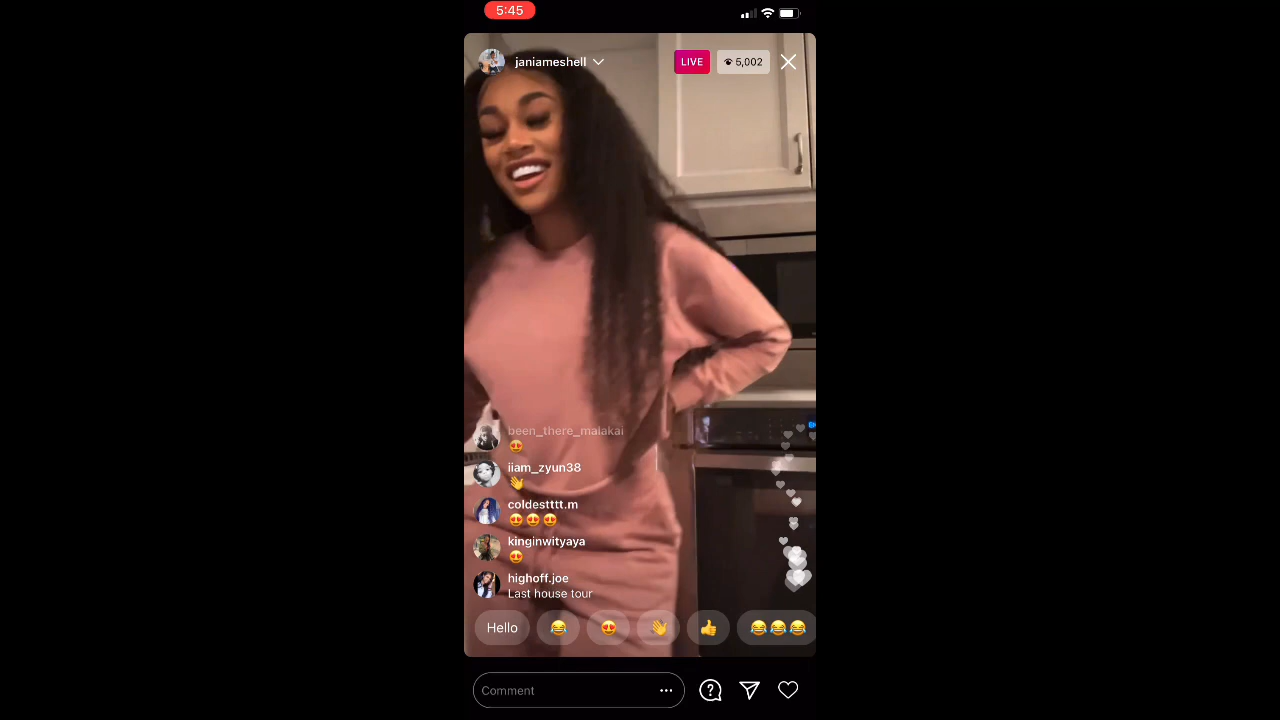 5:45
janiameshell
LIVE
5,002
been_there_malakai
😍
iiam_zyun38
👋
coldestttt.m
😍😍😍
kinginwityaya
😍
highoff.joe
Last house tour
Hello 😂 😍 👋 👍 😂😂😂
Comment